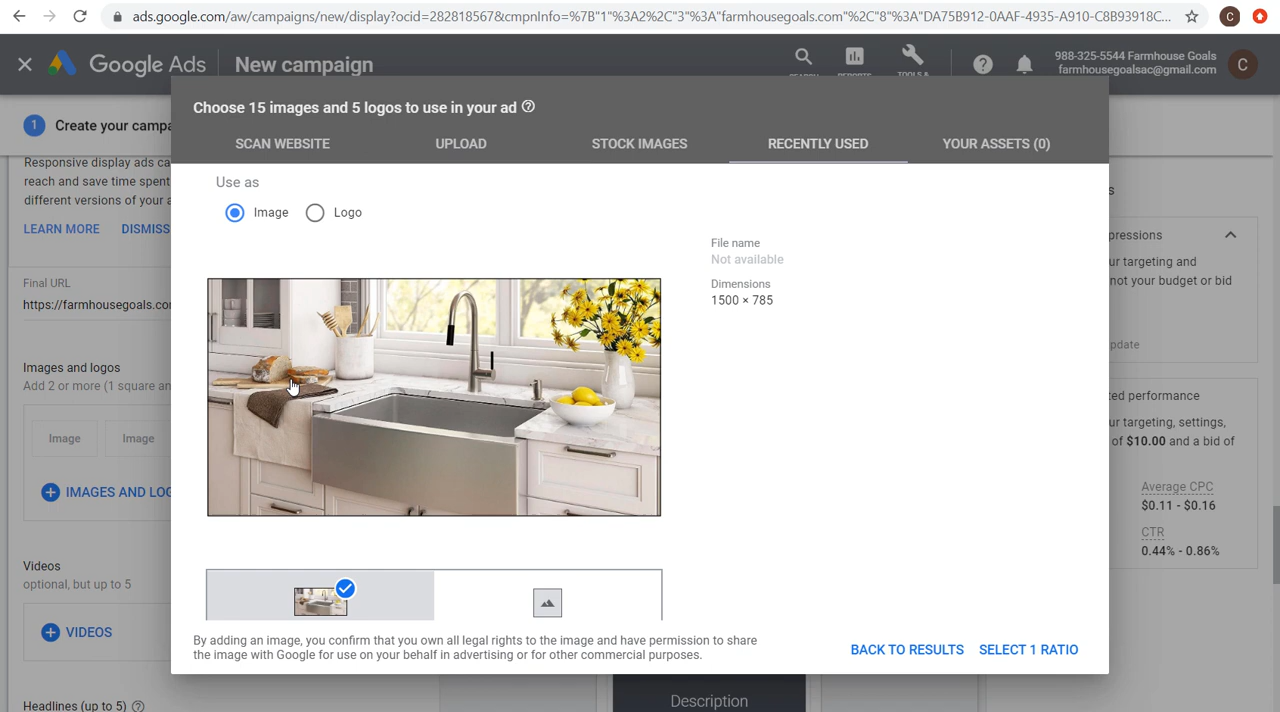 ads.google.com/aw/campaigns/new/display?ocid=282818567&cmpnInfo=%7B"1"%3A2%2C"3"%3A"farmhousegoals.com"%2C"8"%3A"DA75B912-0AAF-4935-A910-C8B93918C...
C
Google Ads
New campaign
988-325-5544 Farmhouse Goals
farmhousegoalsac@gmail.com
C
1 Create your campa
Choose 15 images and 5 logos to use in your ad
SCAN WEBSITE
UPLOAD
STOCK IMAGES
RECENTLY USED
YOUR ASSETS (0)
Responsive display ads ca
reach and save time spent
different versions of your a
LEARN MORE
DISMISS
Final URL
https://farmhousegoals.co
Images and logos
Add 2 or more (1 square an
Image
Image
IMAGES AND LOG
Videos
optional, but up to 5
VIDEOS
Headlines (up to 5)
Use as
Image
Logo
File name
Not available
Dimensions
1500 × 785
By adding an image, you confirm that you own all legal rights to the image and have permission to share
the image with Google for use on your behalf in advertising or for other commercial purposes.
BACK TO RESULTS
SELECT 1 RATIO
Description
pressions
ur targeting and
not your budget or bid
pdate
ted performance
ur targeting, settings,
of $10.00 and a bid of
Average CPC
$0.11 - $0.16
CTR
0.44% - 0.86%